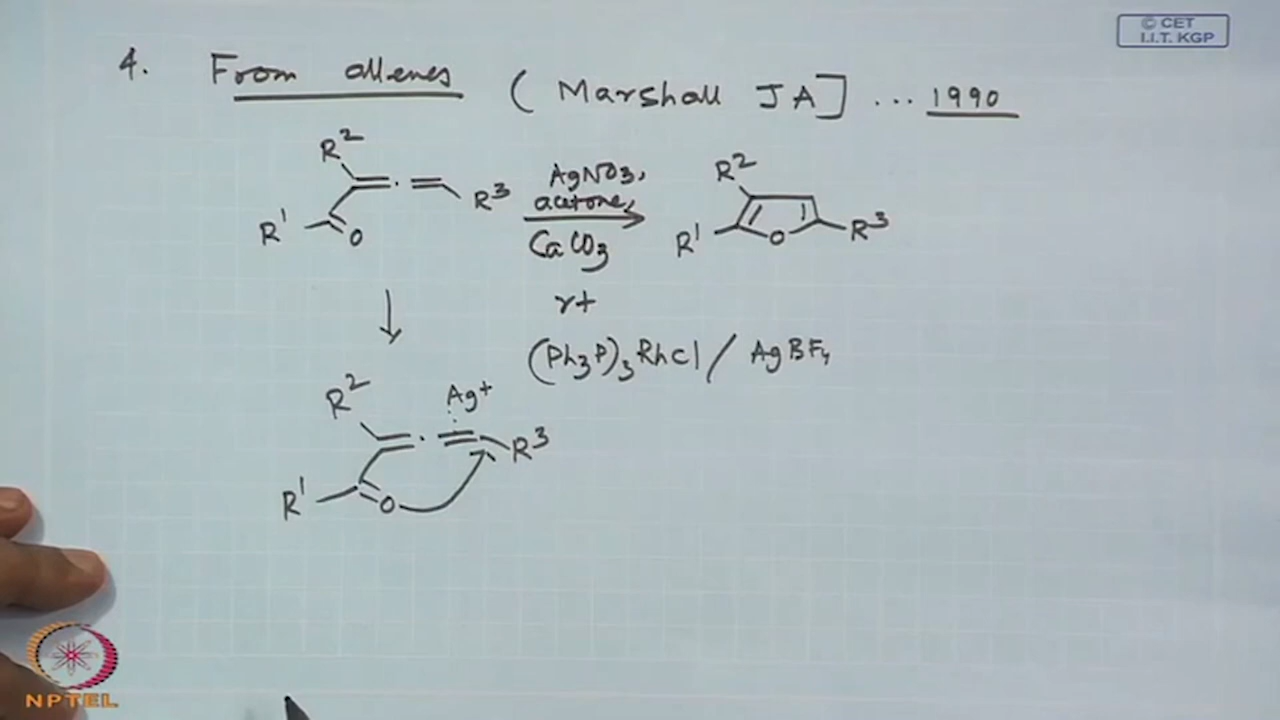 © CET
I.I.T. KGP
4. From allenes (Marshall JA] ... 1990
R² R²
AgNO3,
acetone,
CaCO3
R¹ O R³ R¹ O R³
rt
(Ph3P)3RhCl / AgBF4
R² Ag+
R³
R¹ O
NPTEL